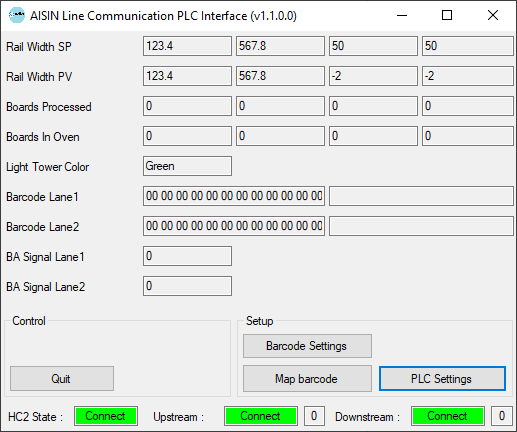 AISIN Line Communication PLC Interface (v1.1.0.0)
Rail Width SP 123.4 567.8 50 50
Rail Width PV 123.4 567.8 -2 -2
Boards Processed 0 0 0 0
Boards In Oven 0 0 0 0
Light Tower Color Green
Barcode Lane1 00 00 00 00 00 00 00 00 00 00 00 00
Barcode Lane2 00 00 00 00 00 00 00 00 00 00 00 00
BA Signal Lane1 0
BA Signal Lane2 0
Control Setup
Barcode Settings
Quit Map barcode PLC Settings
HC2 State : Connect Upstream : Connect 0 Downstream : Connect 0